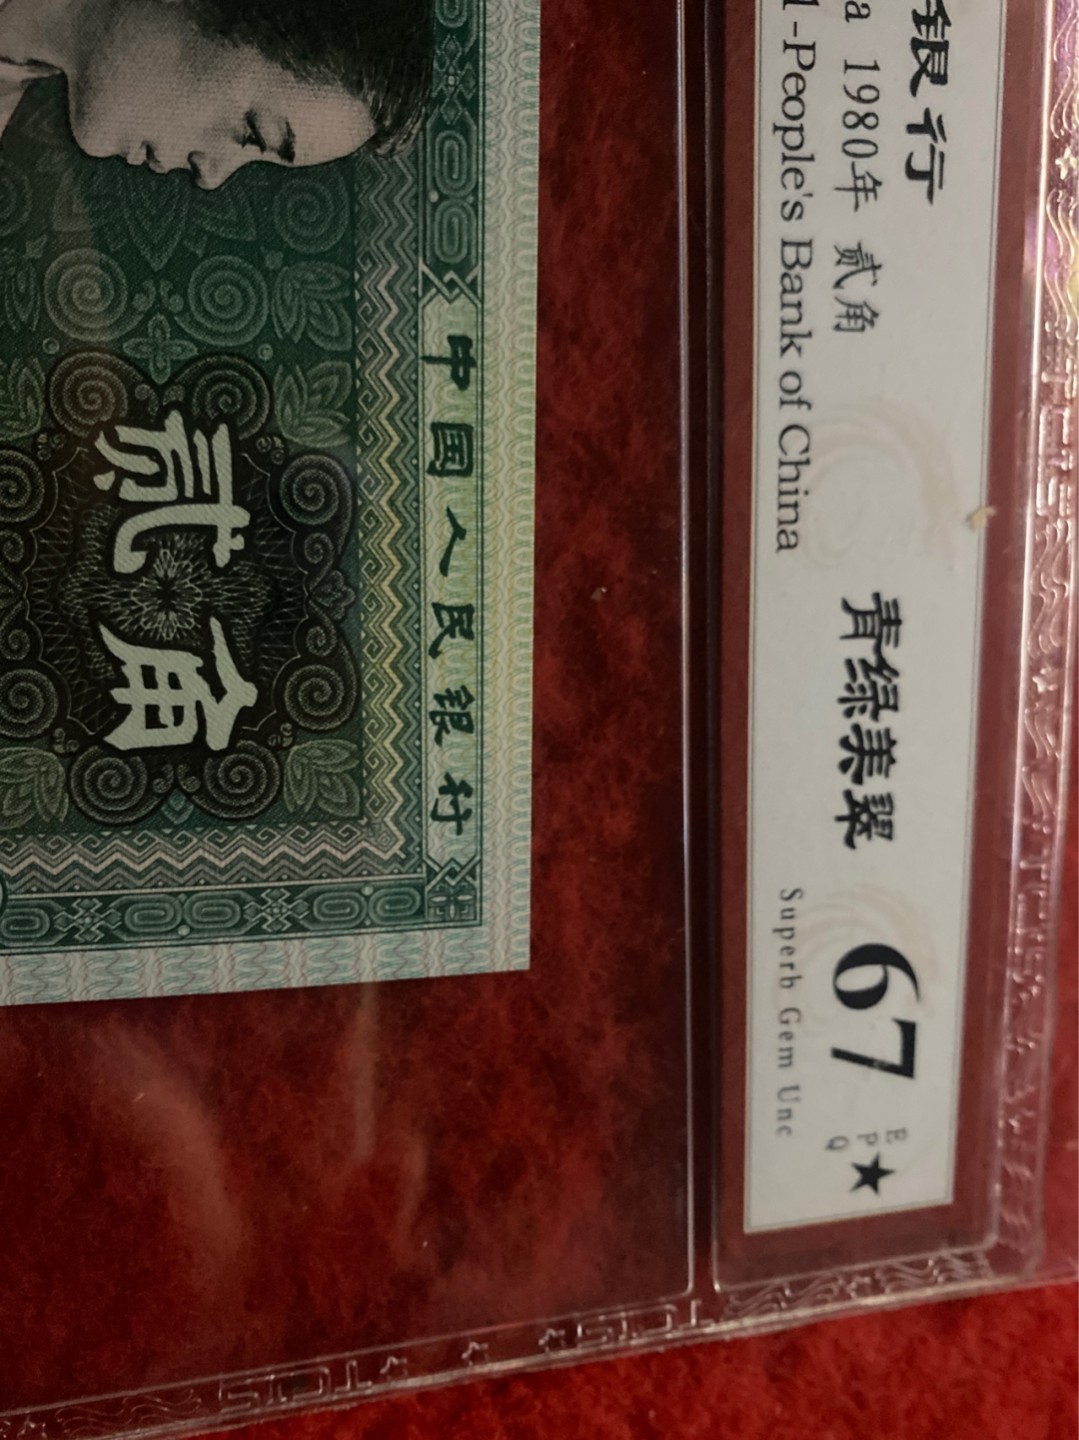 中国人民银行
贰角
银行
a 1980年 贰角
1-People's Bank of China
青绿美翠
67
EPQ
★
Superb Gem Unc